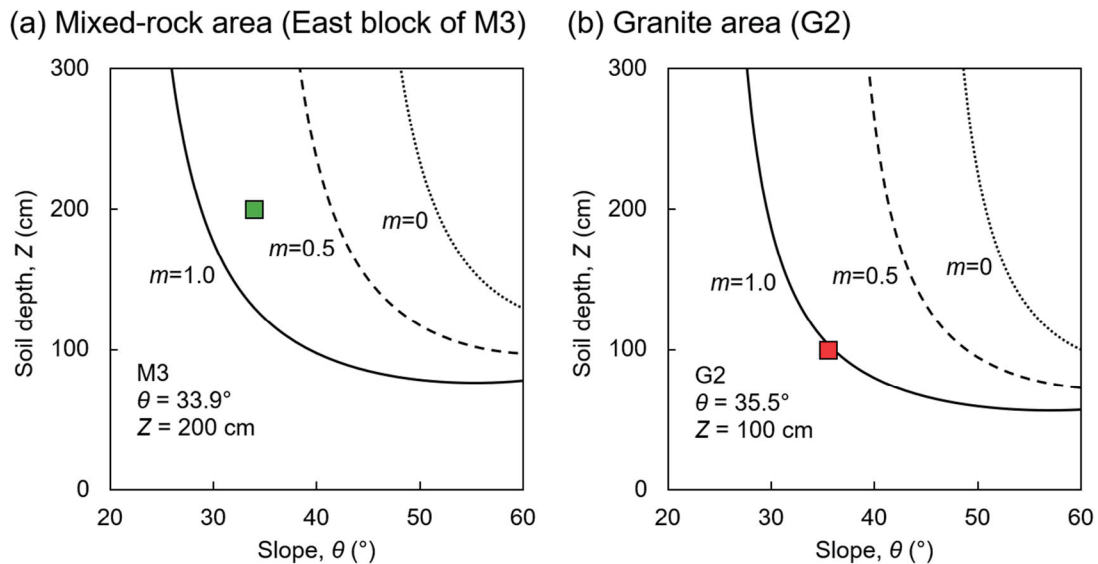 (a) Mixed-rock area (East block of M3)
300
200
100
0
20
30
40
50
60
Soil depth, Z (cm)
Slope, θ (°)
m=1.0
m=0.5
m=0
M3
θ = 33.9°
Z = 200 cm
(b) Granite area (G2)
300
200
100
0
20
30
40
50
60
Soil depth, Z (cm)
Slope, θ (°)
m=1.0
m=0.5
m=0
G2
θ = 35.5°
Z = 100 cm